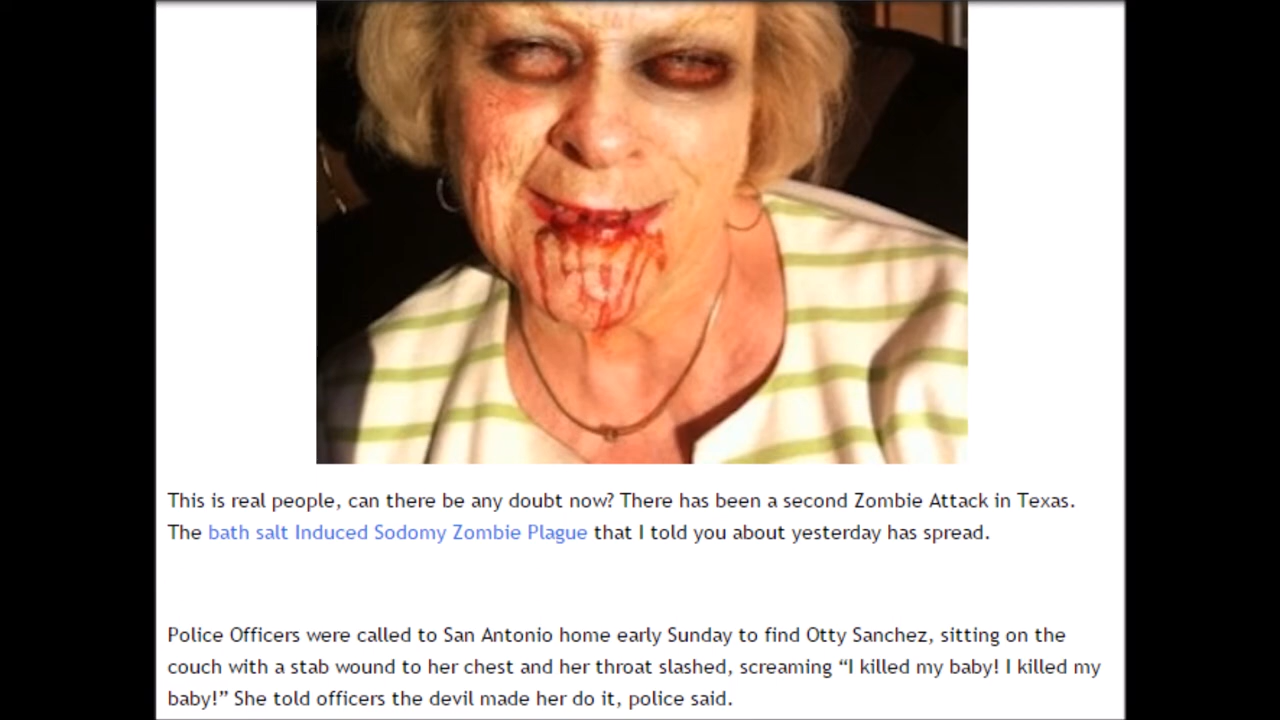 This is real people, can there be any doubt now? There has been a second Zombie Attack in Texas.
The bath salt Induced Sodomy Zombie Plague that I told you about yesterday has spread.
Police Officers were called to San Antonio home early Sunday to find Otty Sanchez, sitting on the
couch with a stab wound to her chest and her throat slashed, screaming “I killed my baby! I killed my
baby!” She told officers the devil made her do it, police said.